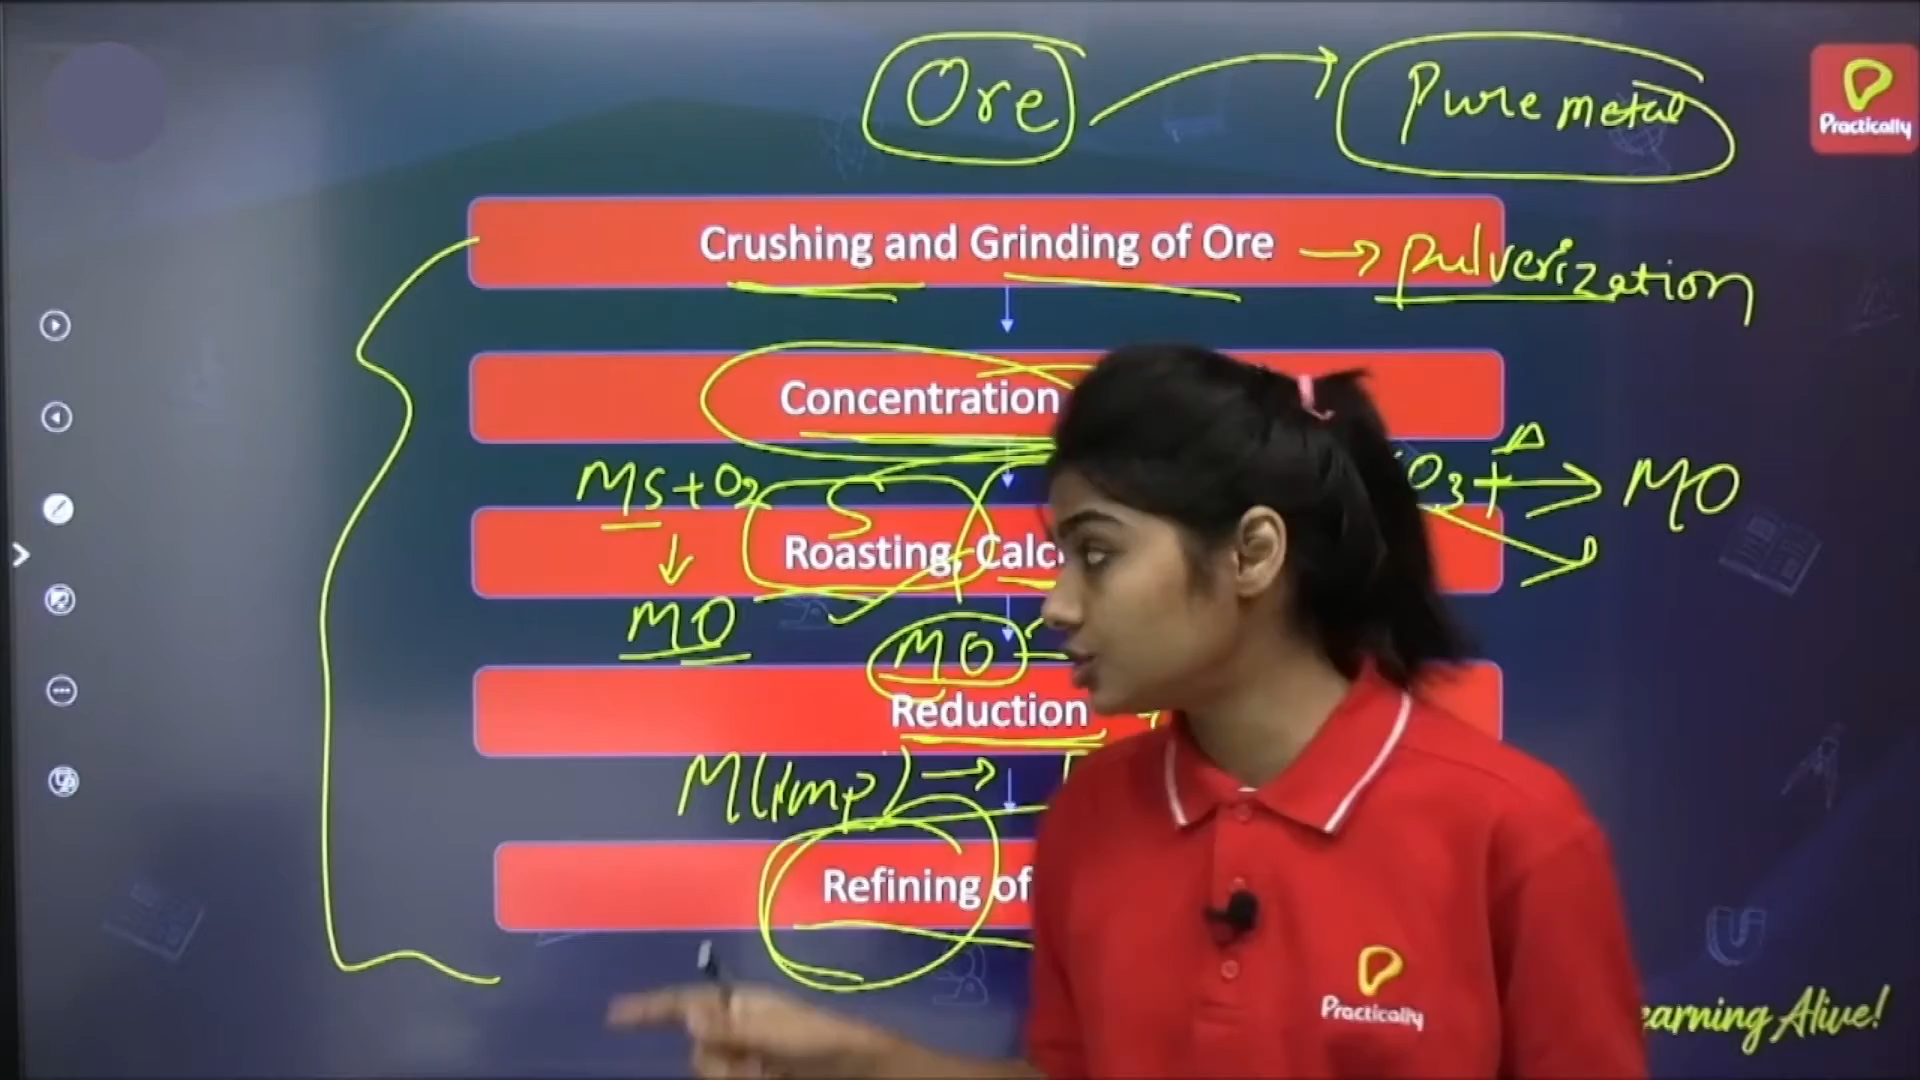 Ore → Pure metal
Practically
Crushing and Grinding of Ore → pulverization
Concentration
MS + O2
O3 → MO
Δ
S
Roasting, Calc
↓
MO
MO
Reduction
M(imp) →
Refining of
Practically
earning Alive!